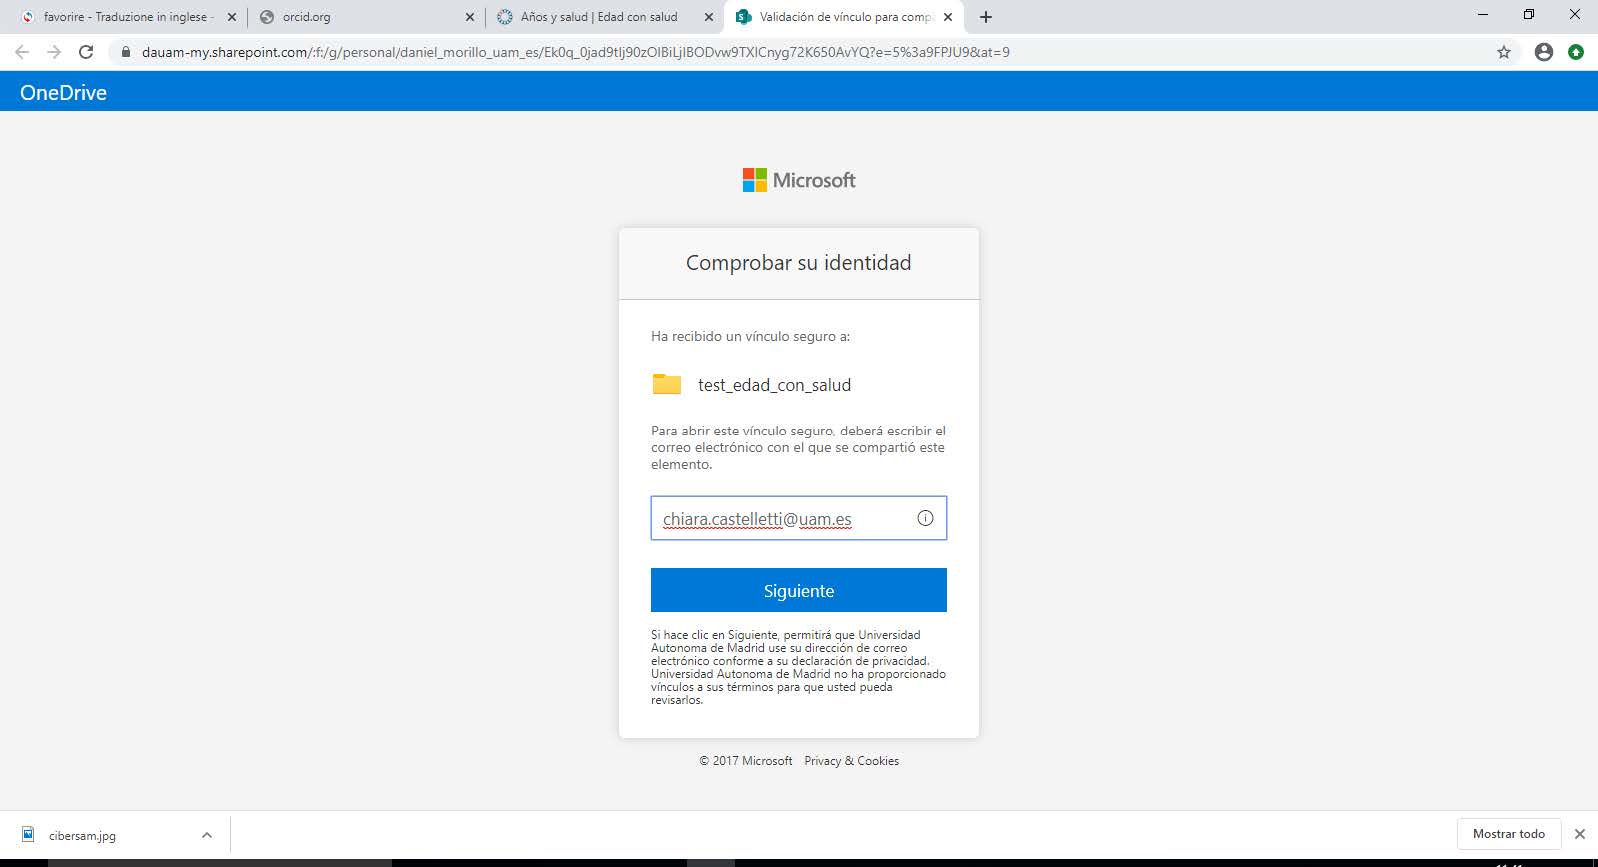 favorire - Traduzione in inglese -
orcid.org
Años y salud | Edad con salud
Validación de vínculo para comp
dauam-my.sharepoint.com/:f:/g/personal/daniel_morillo_uam_es/Ek0q_0jad9tIj90zOIBiLjIBODvw9TXICnyg72K650AvYQ?e=5%3a9FPJU9&at=9
OneDrive
Microsoft
Comprobar su identidad
Ha recibido un vínculo seguro a:
test_edad_con_salud
Para abrir este vínculo seguro, deberá escribir el
correo electrónico con el que se compartió este
elemento.
chiara.castelletti@uam.es
Siguiente
Si hace clic en Siguiente, permitirá que Universidad
Autonoma de Madrid use su dirección de correo
electrónico conforme a su declaración de privacidad.
Universidad Autonoma de Madrid no ha proporcionado
vínculos a sus términos para que usted pueda
revisarlos.
© 2017 Microsoft Privacy & Cookies
cibersam.jpg
Mostrar todo